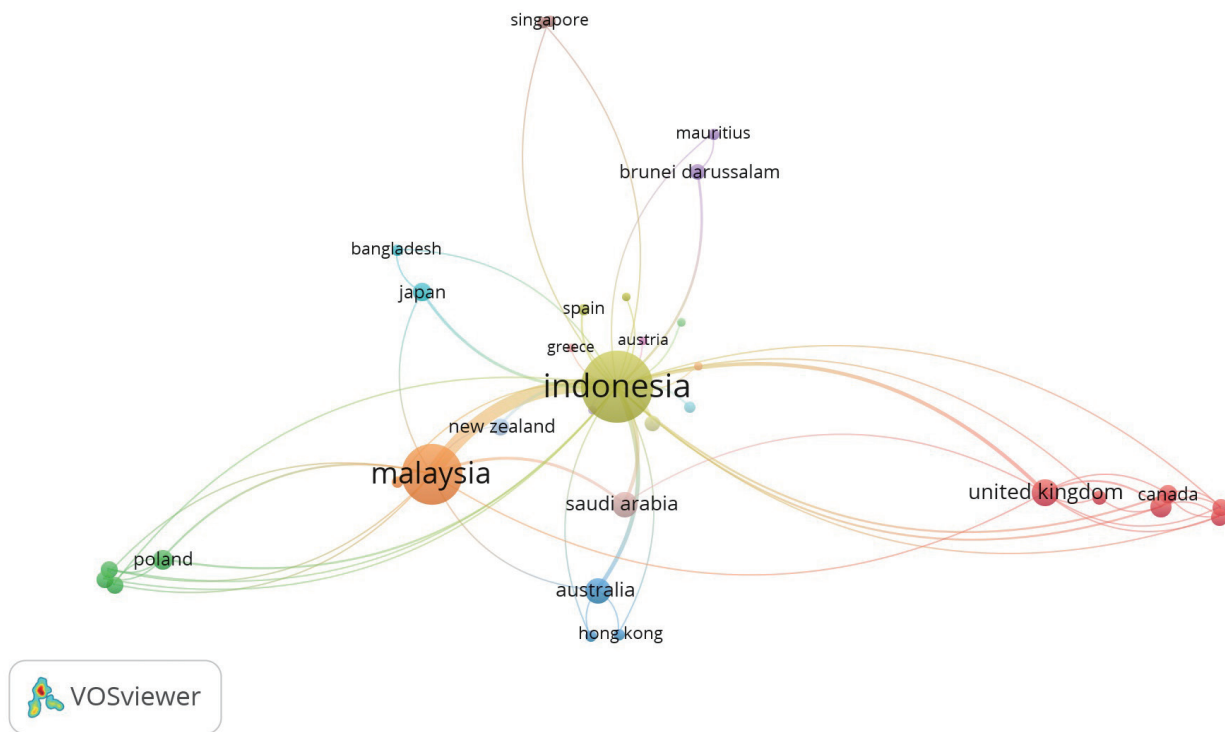 singapore
mauritius
brunei darussalam
bangladesh
japan
spain
greece
austria
indonesia
new zealand
malaysia
saudi arabia
united kingdom
canada
poland
australia
hong kong
VOSviewer